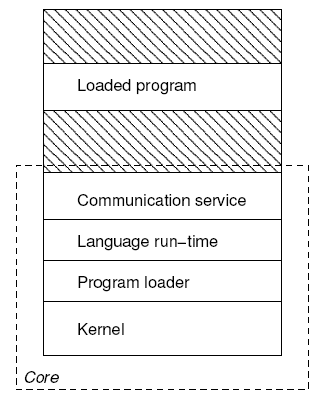 Loaded program
Communication service
Language run−time
Program loader
Kernel
Core